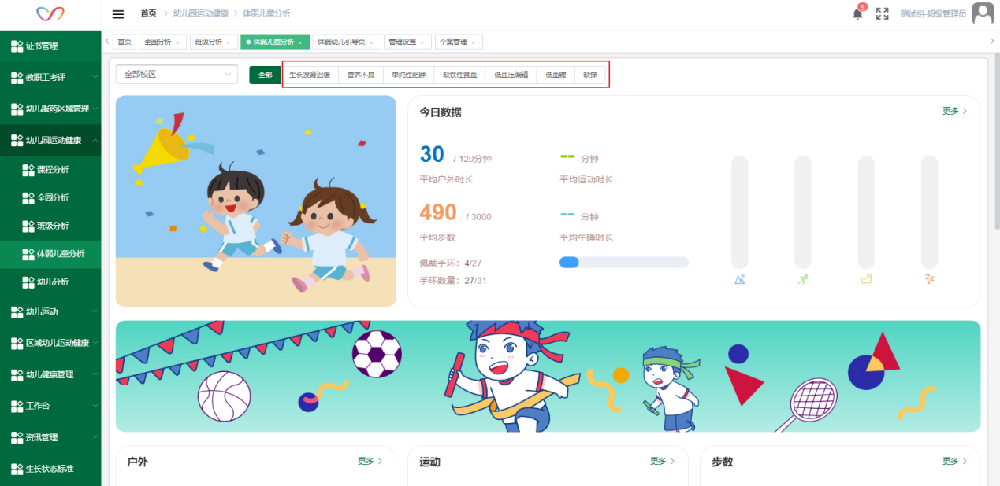 首页 > 幼儿园运动健康 > 体弱儿童分析
5
测试组-超级管理员
首页 全园分析 班级分析 体弱儿童分析 体弱幼儿引导页 管理设置 个案管理
证书管理
教职工考评
幼儿服药区域管理
幼儿园运动健康
课程分析
全园分析
班级分析
体弱儿童分析
幼儿分析
幼儿运动
区域幼儿运动健康
幼儿健康管理
工作台
资讯管理
生长状态标准
全部校区
全部 生长发育迟缓 营养不良 单纯性肥胖 缺铁性贫血 低血压编辑 低血糖 缺锌
今日数据
更多 >
30 / 120分钟
平均户外时长
-- 分钟
平均运动时长
490 / 3000
平均步数
-- 分钟
平均午睡时长
佩戴手环：4/27
手环数量：27/31
户外
更多 >
运动
更多 >
步数
更多 >